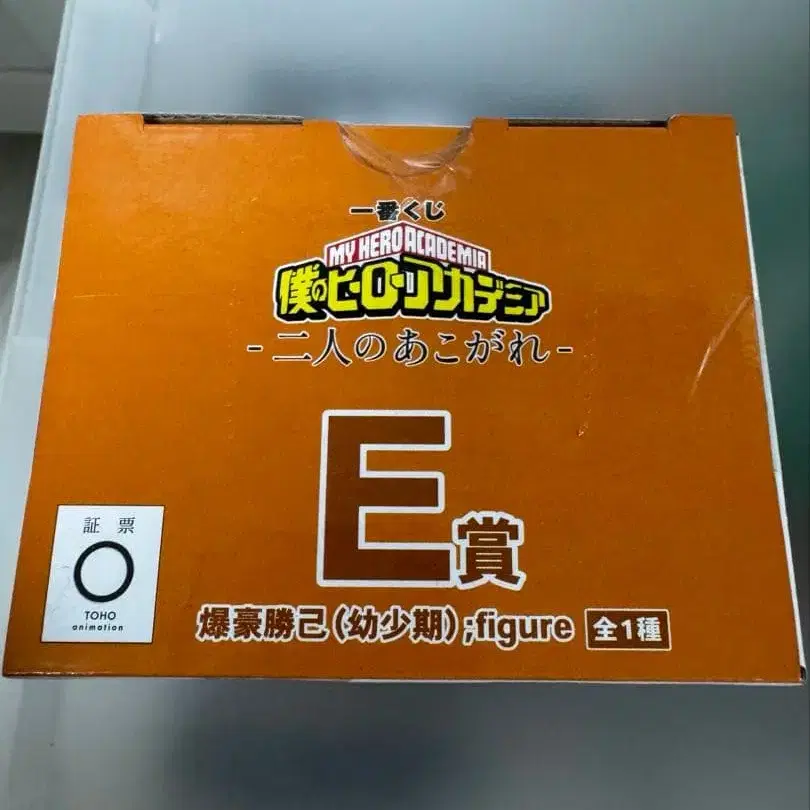 一番くじ
MY HERO ACADEMIA
僕のヒーローアカデミア
-二人のあこがれ-
E賞
証票
TOHO
animation
爆豪勝己(幼少期);figure 全1種